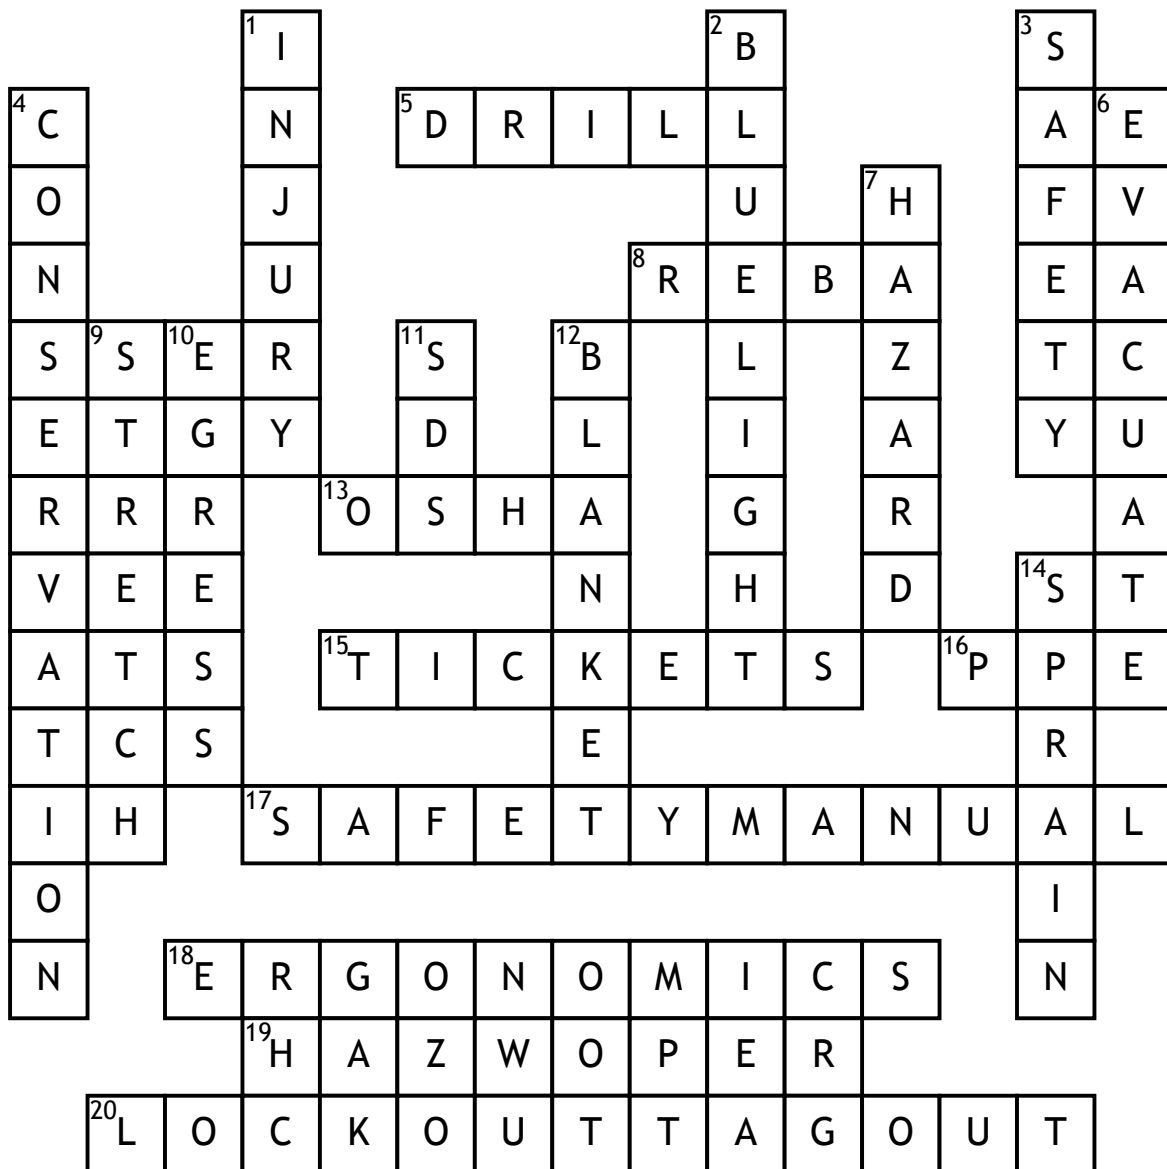 1 I 2 B 3 S
4 C N 5 D R I L L A 6 E
O J U 7 H F V
N U 8 R E B A E A
S 9 S 10 E R 11 S 12 B L Z T C
E T G Y D L I A Y U
R R R 13 O S H A G R A
V E E N H D 14 S T
A T S 15 T I C K E T S 16 P P E
T C S E R
I H 17 S A F E T Y M A N U A L
O I
N 18 E R G O N O M I C S N
19 H A Z W O P E R
20 L O C K O U T T A G O U T